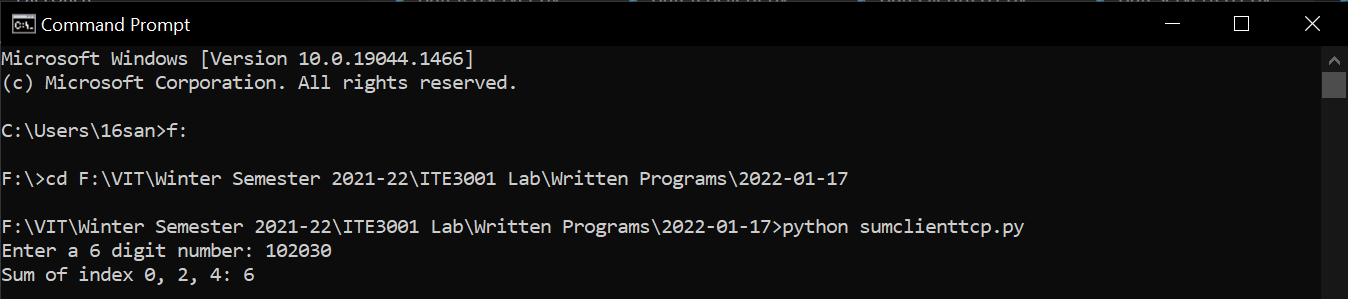 Command Prompt
Microsoft Windows [Version 10.0.19044.1466]
(c) Microsoft Corporation. All rights reserved.
C:\Users\16san>f:
F:\>cd F:\VIT\Winter Semester 2021-22\ITE3001 Lab\Written Programs\2022-01-17
F:\VIT\Winter Semester 2021-22\ITE3001 Lab\Written Programs\2022-01-17>python sumclienttcp.py
Enter a 6 digit number: 102030
Sum of index 0, 2, 4: 6